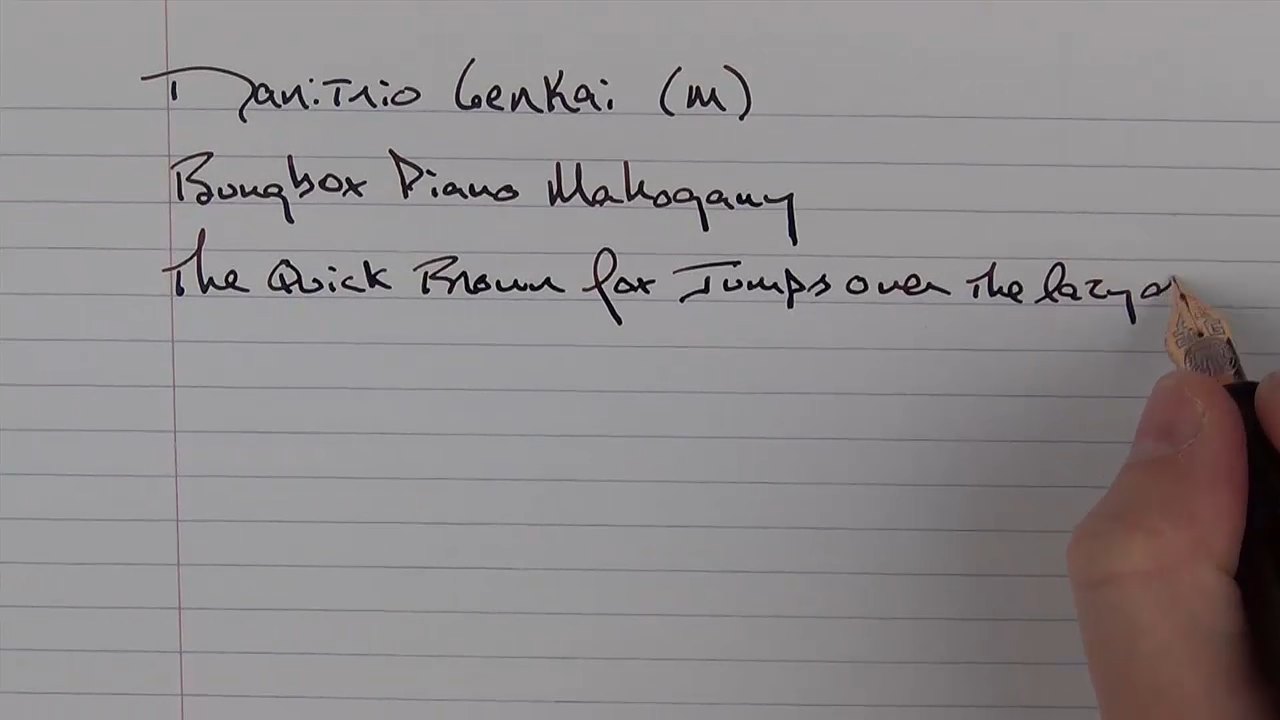 Danitrio Genkai (m)
Bungbox Piano Mahogany
The Quick Brown fox Jumps over the lazy